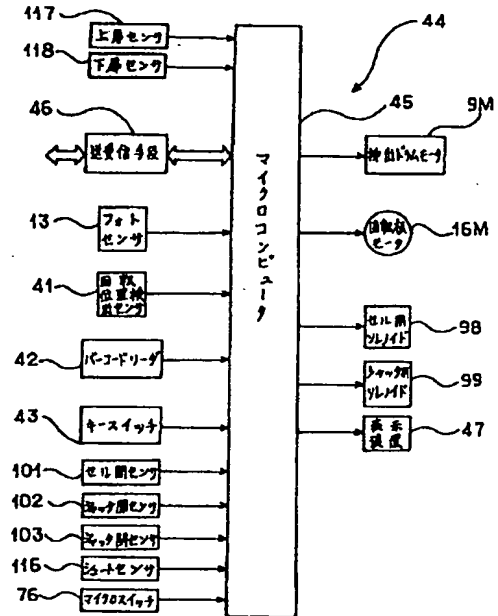 117
上扉センサ
118
下扉センサ
46
送受信手段
13
フォト
センサ
41
回転
位置検
出センサ
42
バーコードリーダ
43
キースイッチ
101
セル開センサ
102
シャッタ開センサ
103
シャッタ閉センサ
116
シュートセンサ
76
マイクロスイッチ
マイクロコンピュータ
44
45
9M
ドラムモータ
16M
回転板
モータ
98
セル用
ソレノイド
99
シャッタ用
ソレノイド
47
表示
装置